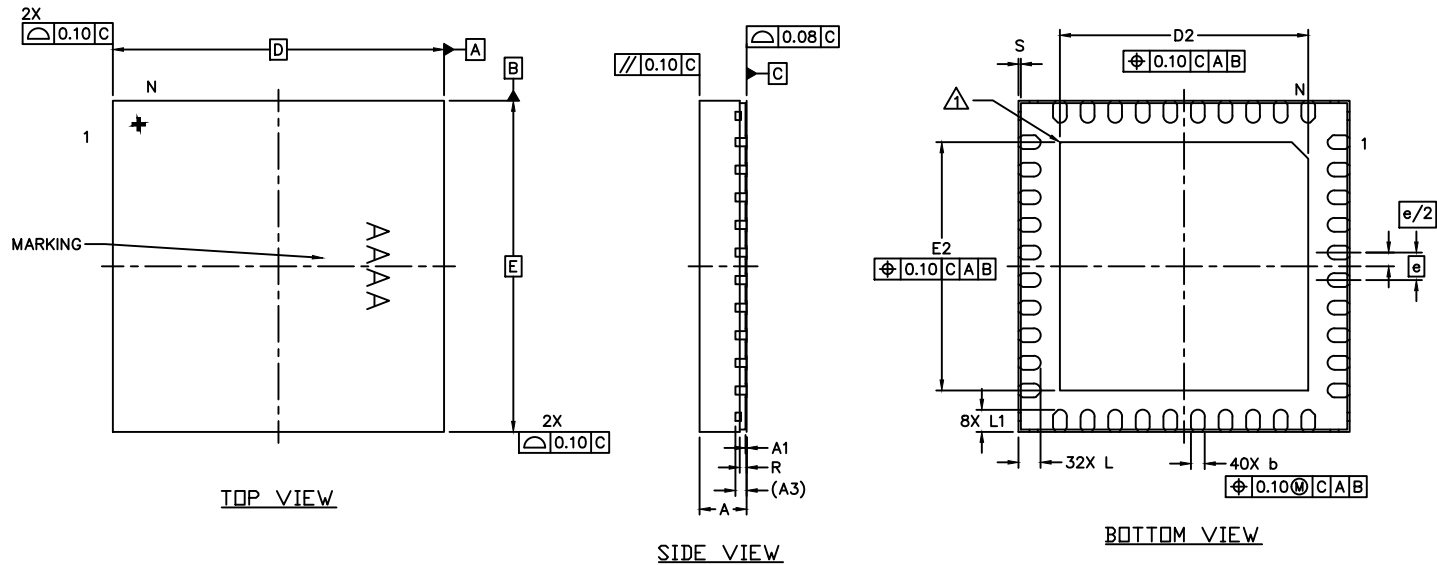 2X
⌓ 0.10 C
D
A
B
N
1
MARKING
A A A A
E
2X
⌓ 0.10 C
TOP VIEW
// 0.10 C
⌓ 0.08 C
C
A1
R
(A3)
A
SIDE VIEW
S
D2
⌖ 0.10 C A B
N
1
1
e/2
e
E2
⌖ 0.10 C A B
8X L1
32X L
40X b
⌖ 0.10 Ⓜ C A B
BOTTOM VIEW